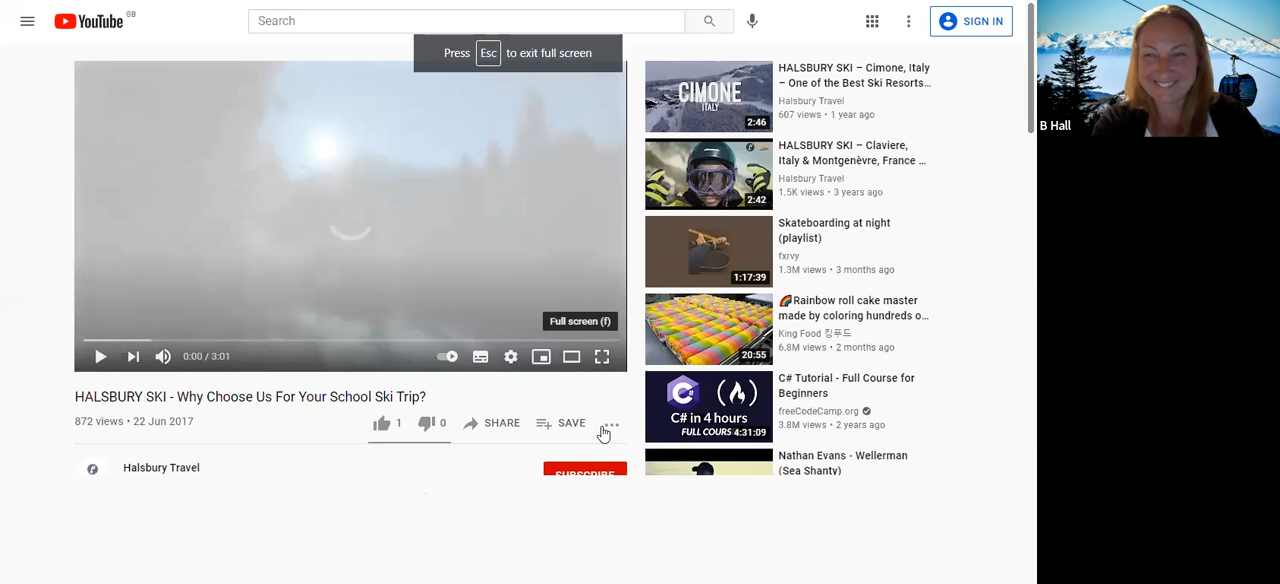 YouTube GB
Search
SIGN IN
Press Esc to exit full screen
Full screen (f)
0:00 / 3:01
HALSBURY SKI - Why Choose Us For Your School Ski Trip?
872 views • 22 Jun 2017
1
0
SHARE
SAVE
Halsbury Travel
SUBSCRIBE
CIMONE
ITALY
2:46
HALSBURY SKI – Cimone, Italy
– One of the Best Ski Resorts...
Halsbury Travel
607 views • 1 year ago
2:42
HALSBURY SKI – Claviere,
Italy & Montgenèvre, France ...
Halsbury Travel
1.5K views • 3 years ago
1:17:39
Skateboarding at night
(playlist)
fxrvy
1.3M views • 3 months ago
20:55
🌈Rainbow roll cake master
made by coloring hundreds o...
King Food 킹푸드
6.8M views • 2 months ago
C# in 4 hours
FULL COURS
4:31:09
C# Tutorial - Full Course for
Beginners
freeCodeCamp.org
3.8M views • 2 years ago
Nathan Evans - Wellerman
(Sea Shanty)
B Hall